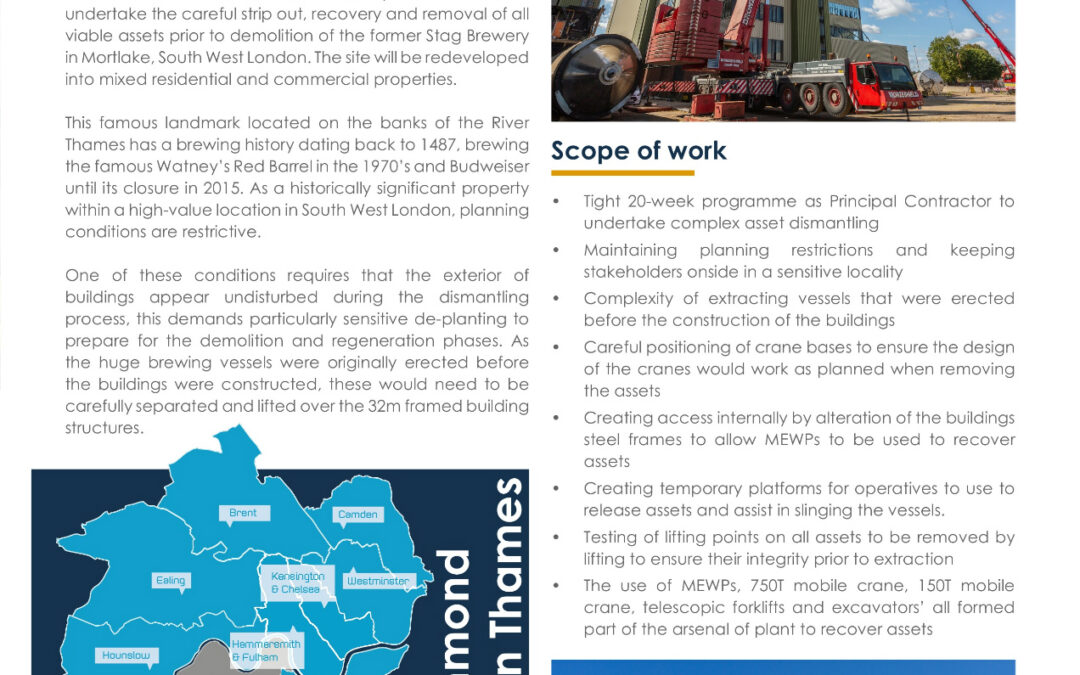 undertake the careful strip out, recovery and removal of all
viable assets prior to demolition of the former Stag Brewery
in Mortlake, South West London. The site will be redeveloped
into mixed residential and commercial properties.
This famous landmark located on the banks of the River
Thames has a brewing history dating back to 1487, brewing
the famous Watney's Red Barrel in the 1970's and Budweiser
until its closure in 2015. As a historically significant property
within a high-value location in South West London, planning
conditions are restrictive.
One of these conditions requires that the exterior of
buildings appear undisturbed during the dismantling
process, this demands particularly sensitive de-planting to
prepare for the demolition and regeneration phases. As
the huge brewing vessels were originally erected before
the buildings were constructed, these would need to be
carefully separated and lifted over the 32m framed building
structures.
Brent
Camden
Ealing
Kensington
& Chelsea
Westminster
Hammersmith
& Fulham
Hounslow
mond
n Thames
Scope of work
• Tight 20-week programme as Principal Contractor to
undertake complex asset dismantling
• Maintaining planning restrictions and keeping
stakeholders onside in a sensitive locality
• Complexity of extracting vessels that were erected
before the construction of the buildings
• Careful positioning of crane bases to ensure the design
of the cranes would work as planned when removing
the assets
• Creating access internally by alteration of the buildings
steel frames to allow MEWPs to be used to recover
assets
• Creating temporary platforms for operatives to use to
release assets and assist in slinging the vessels.
• Testing of lifting points on all assets to be removed by
lifting to ensure their integrity prior to extraction
• The use of MEWPs, 750T mobile crane, 150T mobile
crane, telescopic forklifts and excavators' all formed
part of the arsenal of plant to recover assets